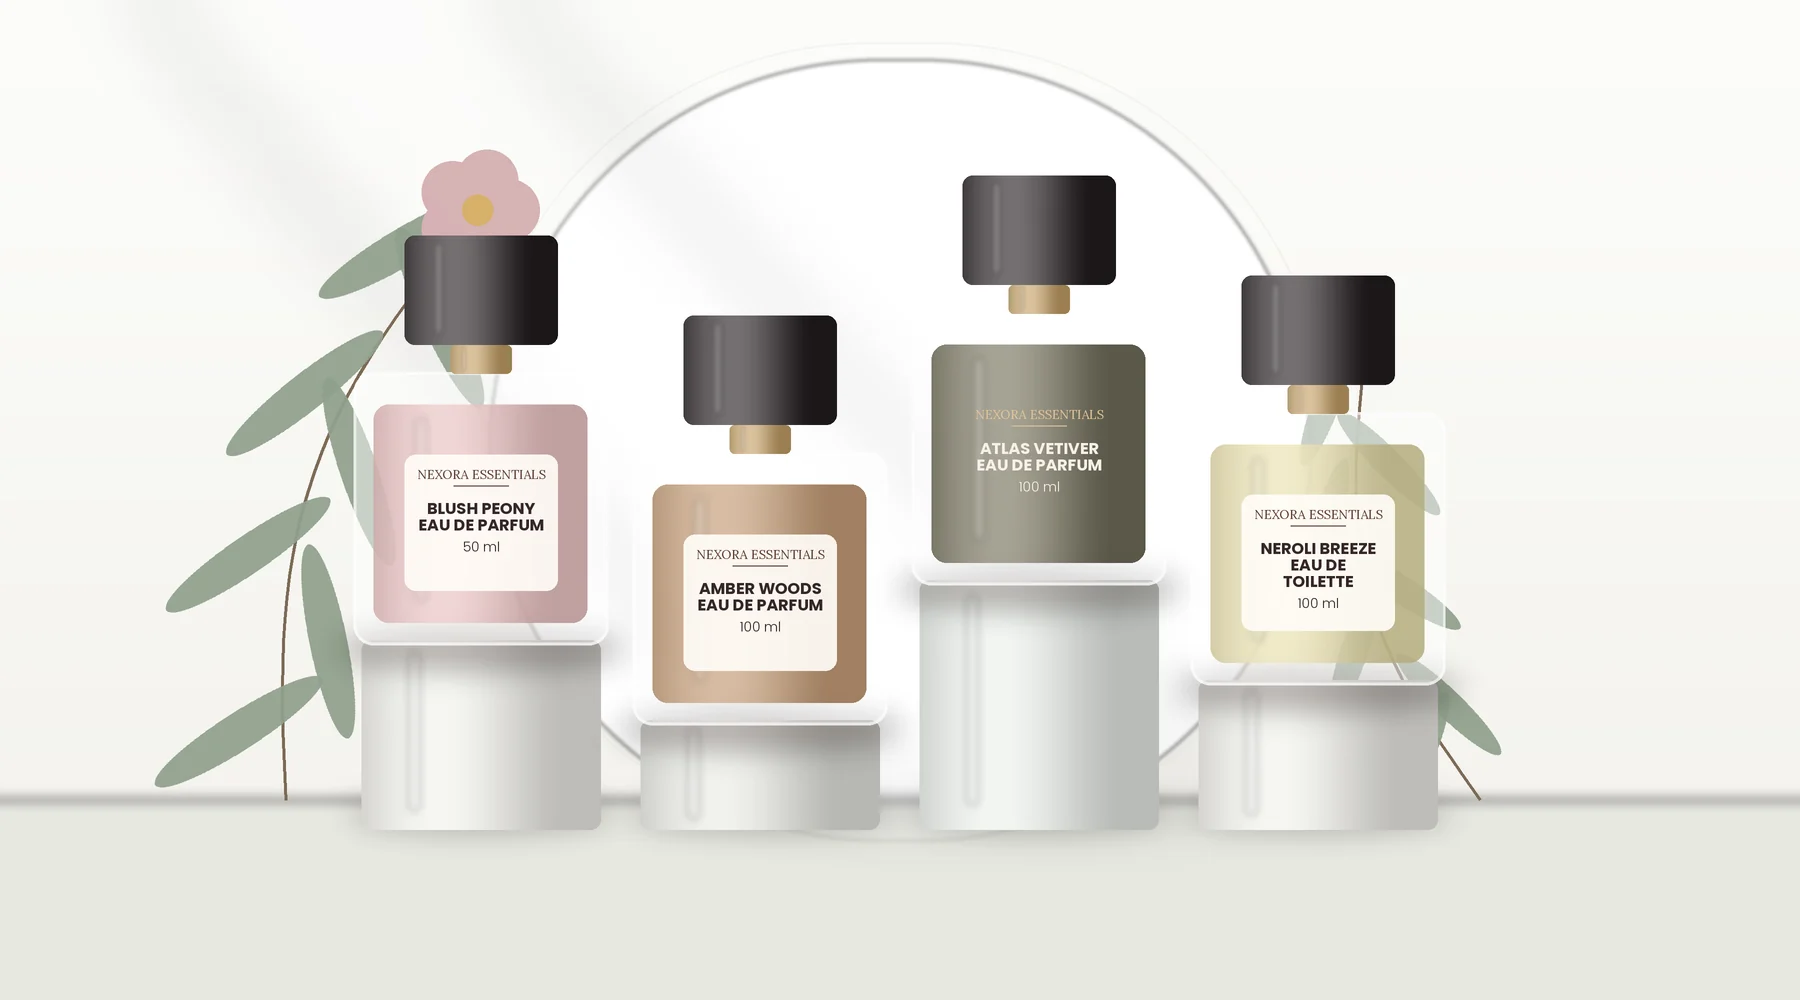 NEXORA ESSENTIALS
BLUSH PEONY
EAU DE PARFUM
50 ml
NEXORA ESSENTIALS
AMBER WOODS
EAU DE PARFUM
100 ml
NEXORA ESSENTIALS
ATLAS VETIVER
EAU DE PARFUM
100 ml
NEXORA ESSENTIALS
NEROLI BREEZE
EAU DE
TOILETTE
100 ml